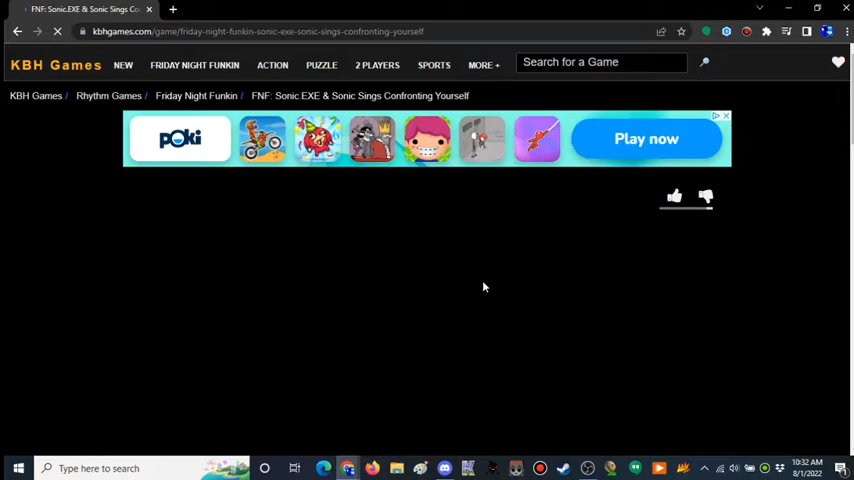 FNF: Sonic.EXE & Sonic Sings Co
kbhgames.com/game/friday-night-funkin-sonic-exe-sonic-sings-confronting-yourself
KBH Games NEW FRIDAY NIGHT FUNKIN ACTION PUZZLE 2 PLAYERS SPORTS MORE + Search for a Game
KBH Games / Rhythm Games / Friday Night Funkin / FNF: Sonic.EXE & Sonic Sings Confronting Yourself
poki Play now
Type here to search
10:32 AM
8/1/2022